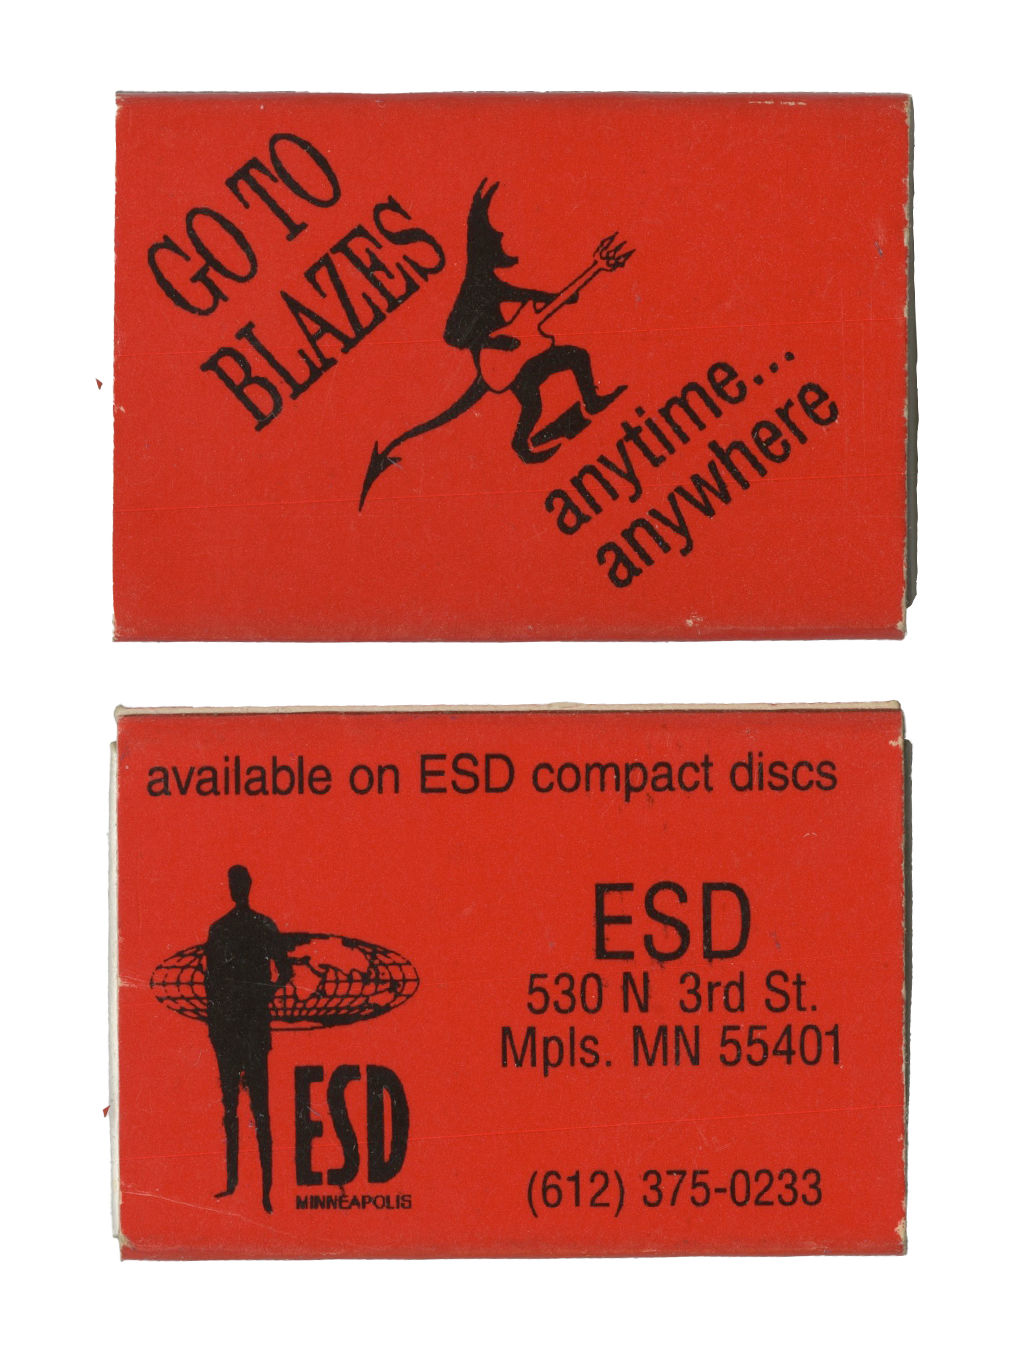 GO TO
BLAZES
anytime...
anywhere
available on ESD compact discs
ESD
530 N 3rd St.
Mpls. MN 55401
ESD
MINNEAPOLIS
(612) 375-0233